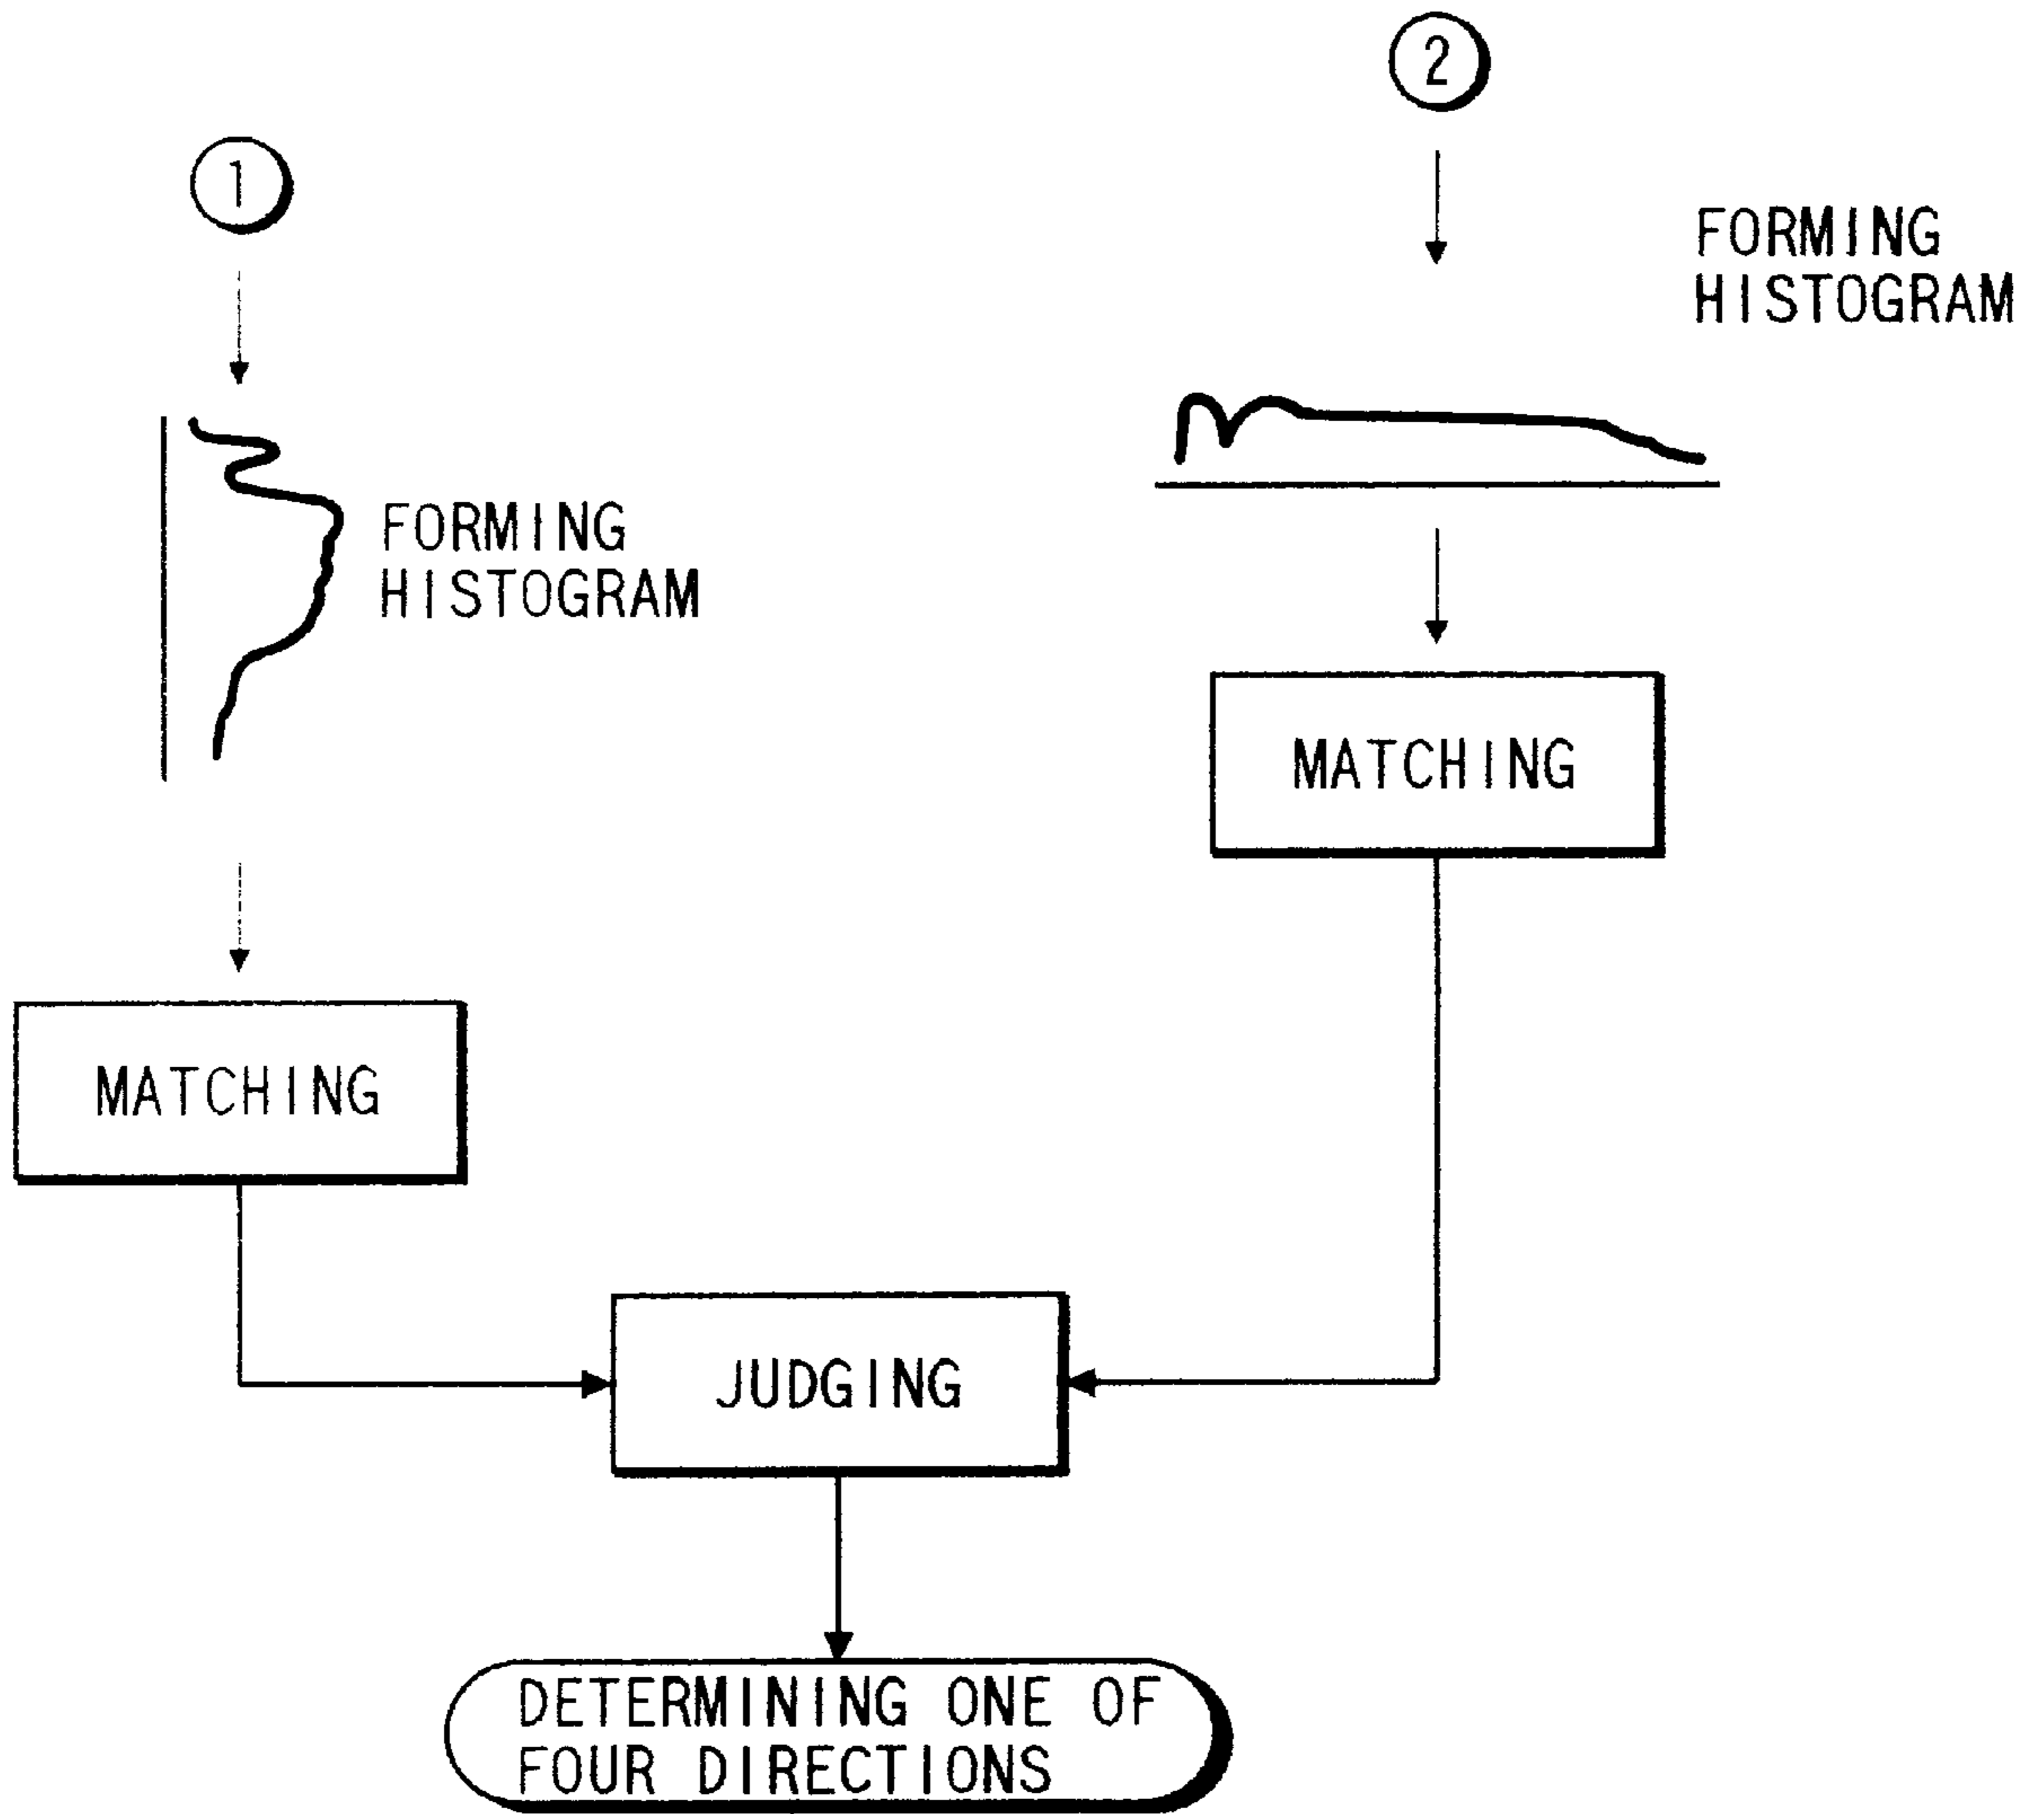 2
1
FORMING
HISTOGRAM
FORMING
HISTOGRAM
MATCHING
MATCHING
JUDGING
DETERMINING ONE OF
FOUR DIRECTIONS